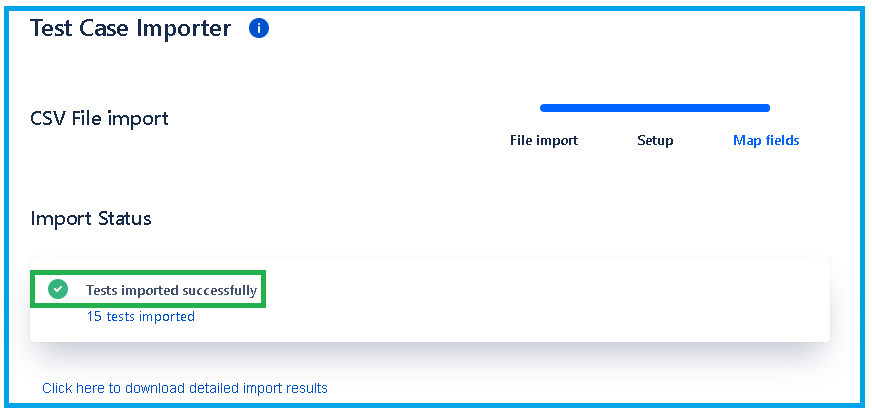 Test Case Importer i
CSV File import
File import Setup Map fields
Import Status
Tests imported successfully
15 tests imported
Click here to download detailed import results